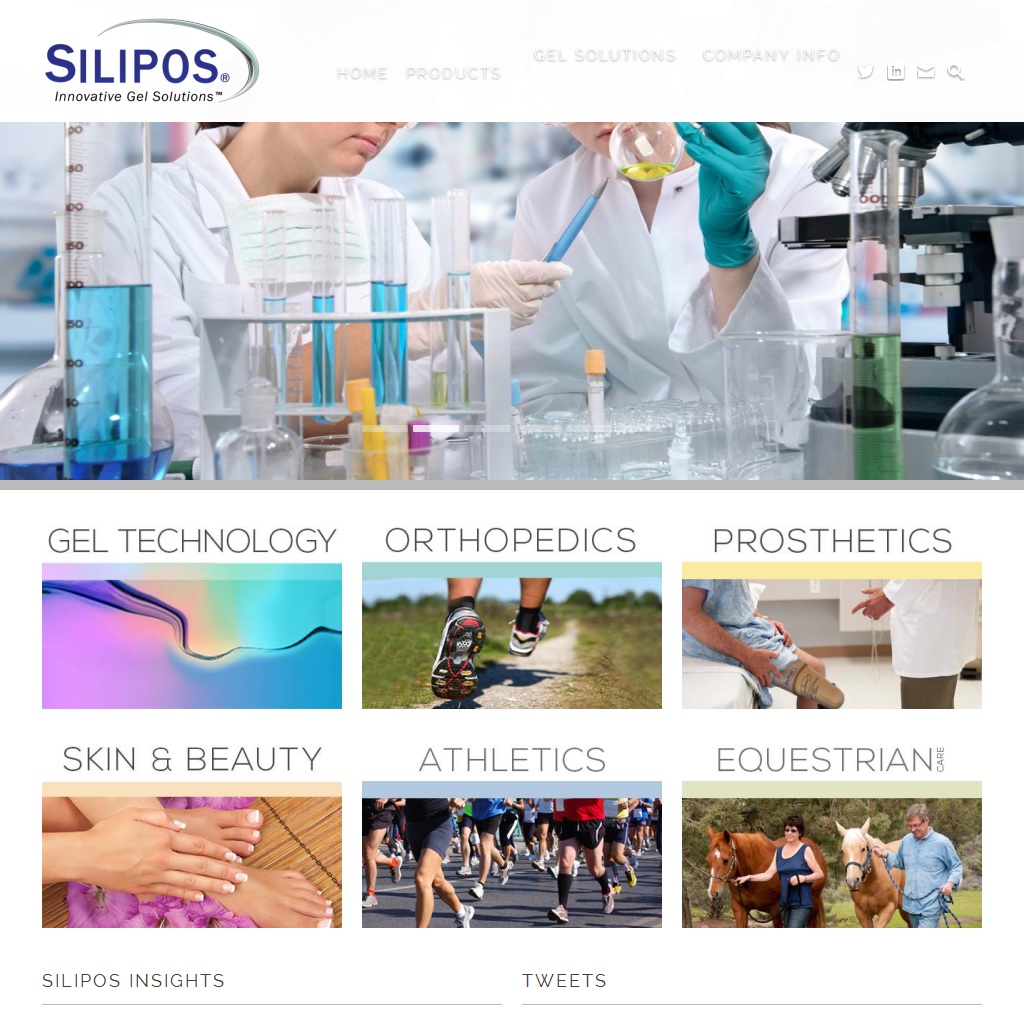 SILIPOS®
Innovative Gel Solutions™
HOME PRODUCTS GEL SOLUTIONS COMPANY INFO
GEL TECHNOLOGY
ORTHOPEDICS
PROSTHETICS
SKIN & BEAUTY
ATHLETICS
EQUESTRIAN CARE
SILIPOS INSIGHTS
TWEETS